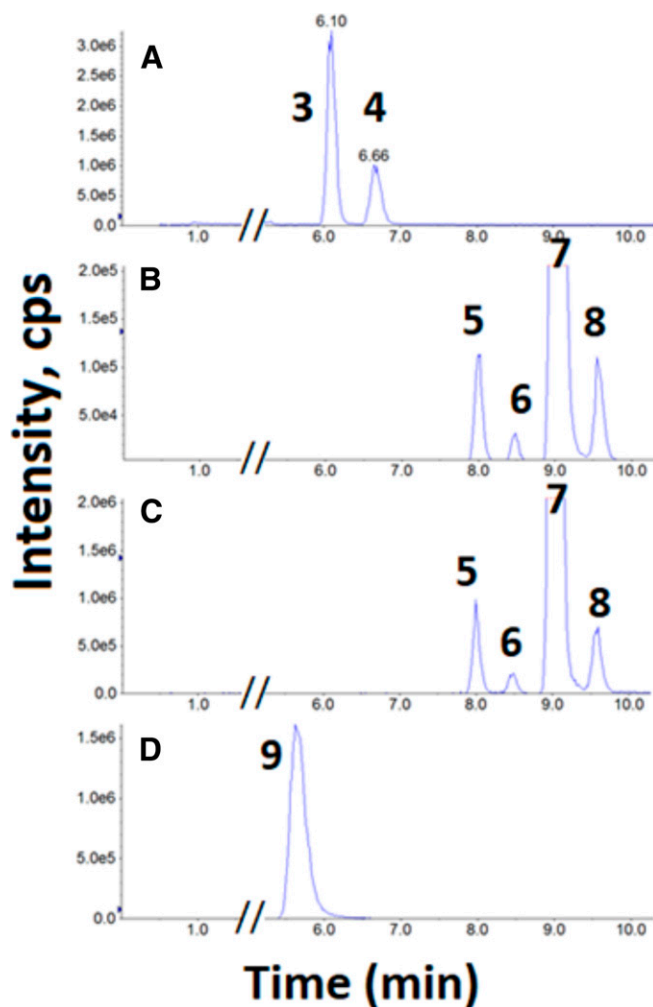 Intensity, cps
A
3.0e6
2.5e6
2.0e6
1.5e6
1.0e6
5.0e5
0.0
6.10
3
4
6.66
1.0 // 6.0 7.0 8.0 9.0 10.0
B
2.0e5
1.5e5
1.0e5
5.0e4
5
6
7
8
1.0 // 6.0 7.0 8.0 9.0 10.0
C
2.0e6
1.5e6
1.0e6
5.0e5
0.0
5
6
7
8
1.0 // 6.0 7.0 8.0 9.0 10.0
D
1.5e6
1.0e6
5.0e5
0.0
9
1.0 // 6.0 7.0 8.0 9.0 10.0
Time (min)